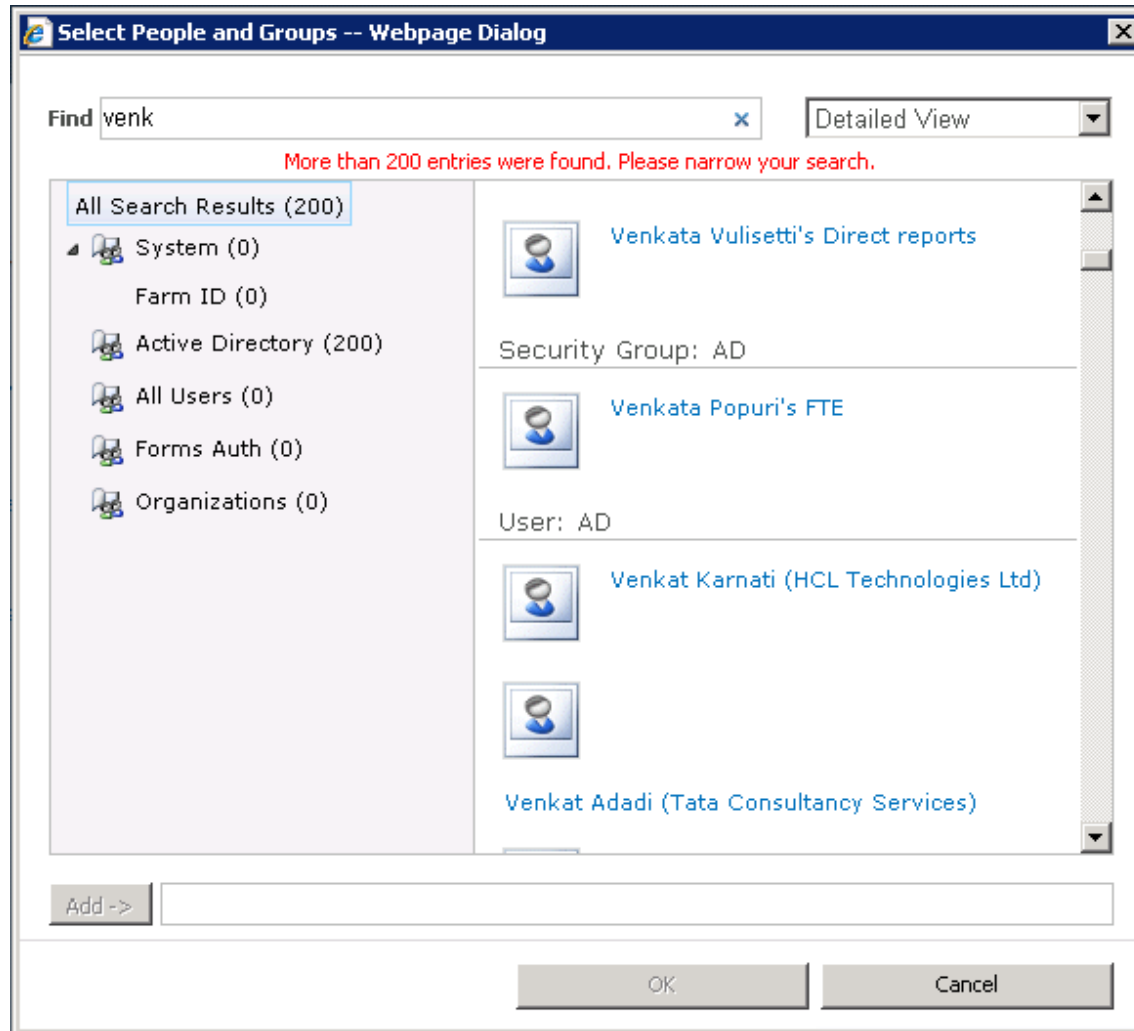 Select People and Groups -- Webpage Dialog
Find venk
Detailed View
More than 200 entries were found. Please narrow your search.
All Search Results (200)
System (0)
Farm ID (0)
Active Directory (200)
All Users (0)
Forms Auth (0)
Organizations (0)
Venkata Vulisetti's Direct reports
Security Group: AD
Venkata Popuri's FTE
User: AD
Venkat Karnati (HCL Technologies Ltd)
Venkat Adadi (Tata Consultancy Services)
Add ->
OK
Cancel